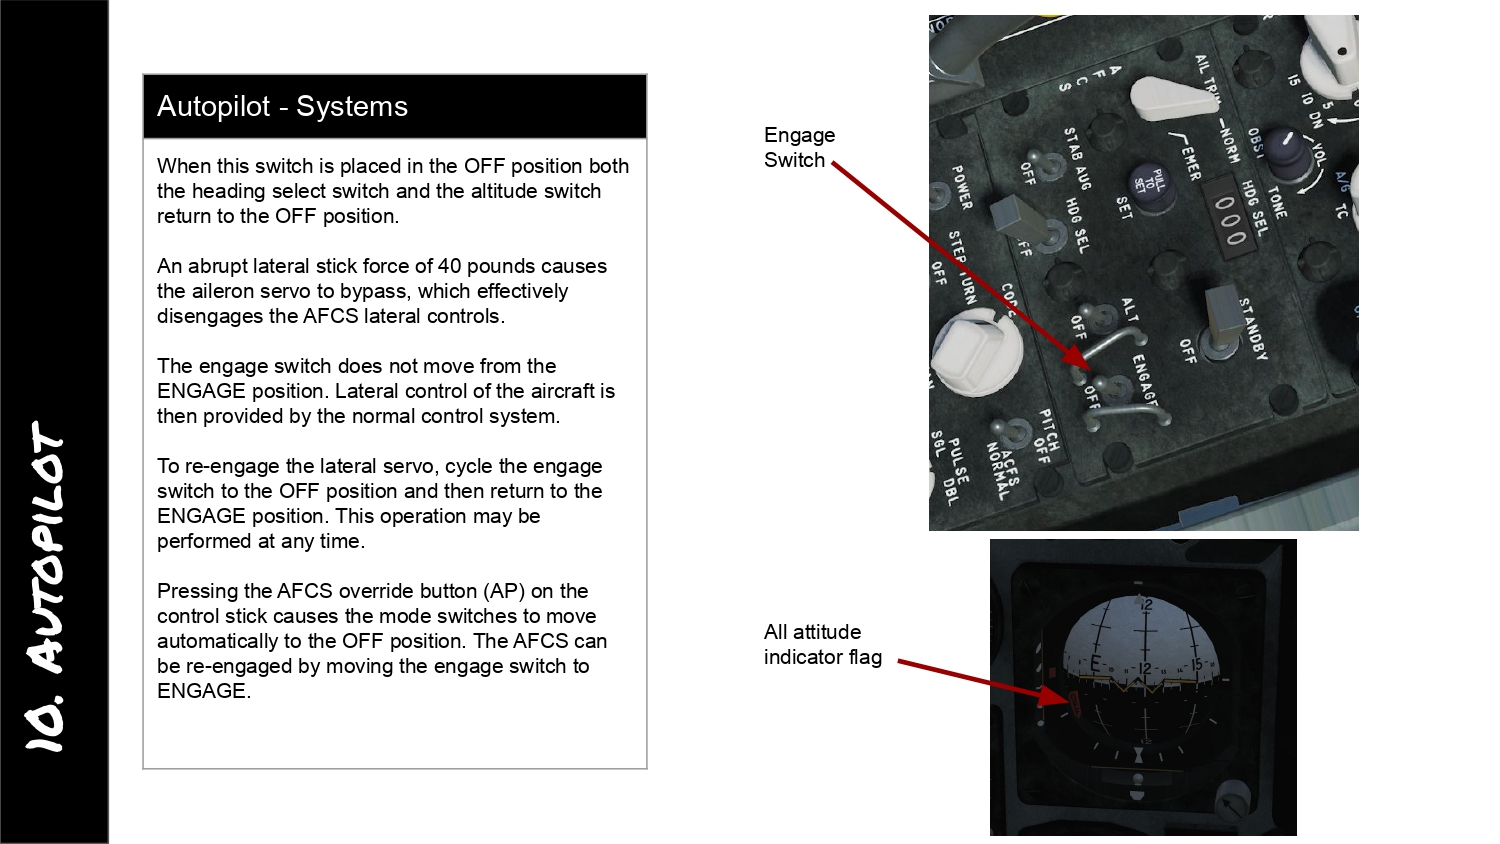 10. AUTOPILOT
Autopilot - Systems
When this switch is placed in the OFF position both
the heading select switch and the altitude switch
return to the OFF position.
An abrupt lateral stick force of 40 pounds causes
the aileron servo to bypass, which effectively
disengages the AFCS lateral controls.
The engage switch does not move from the
ENGAGE position. Lateral control of the aircraft is
then provided by the normal control system.
To re-engage the lateral servo, cycle the engage
switch to the OFF position and then return to the
ENGAGE position. This operation may be
performed at any time.
Pressing the AFCS override button (AP) on the
control stick causes the mode switches to move
automatically to the OFF position. The AFCS can
be re-engaged by moving the engage switch to
ENGAGE.
Engage
Switch
All attitude
indicator flag
AFCS
STAB AUG
OFF
POWER
HDG SEL
STEP TURN
OFF
SET
PULL
TO
SET
EMER
NORM
HDG SEL
000
OBST
TONE
VOL
A/G
TC
15 10 5
DN
ALT
OFF
ENGAGE
OFF
STANDBY
OFF
PITCH
OFF
ACFS
NORMAL
PULSE
SGL
DBL
12
E
12
15